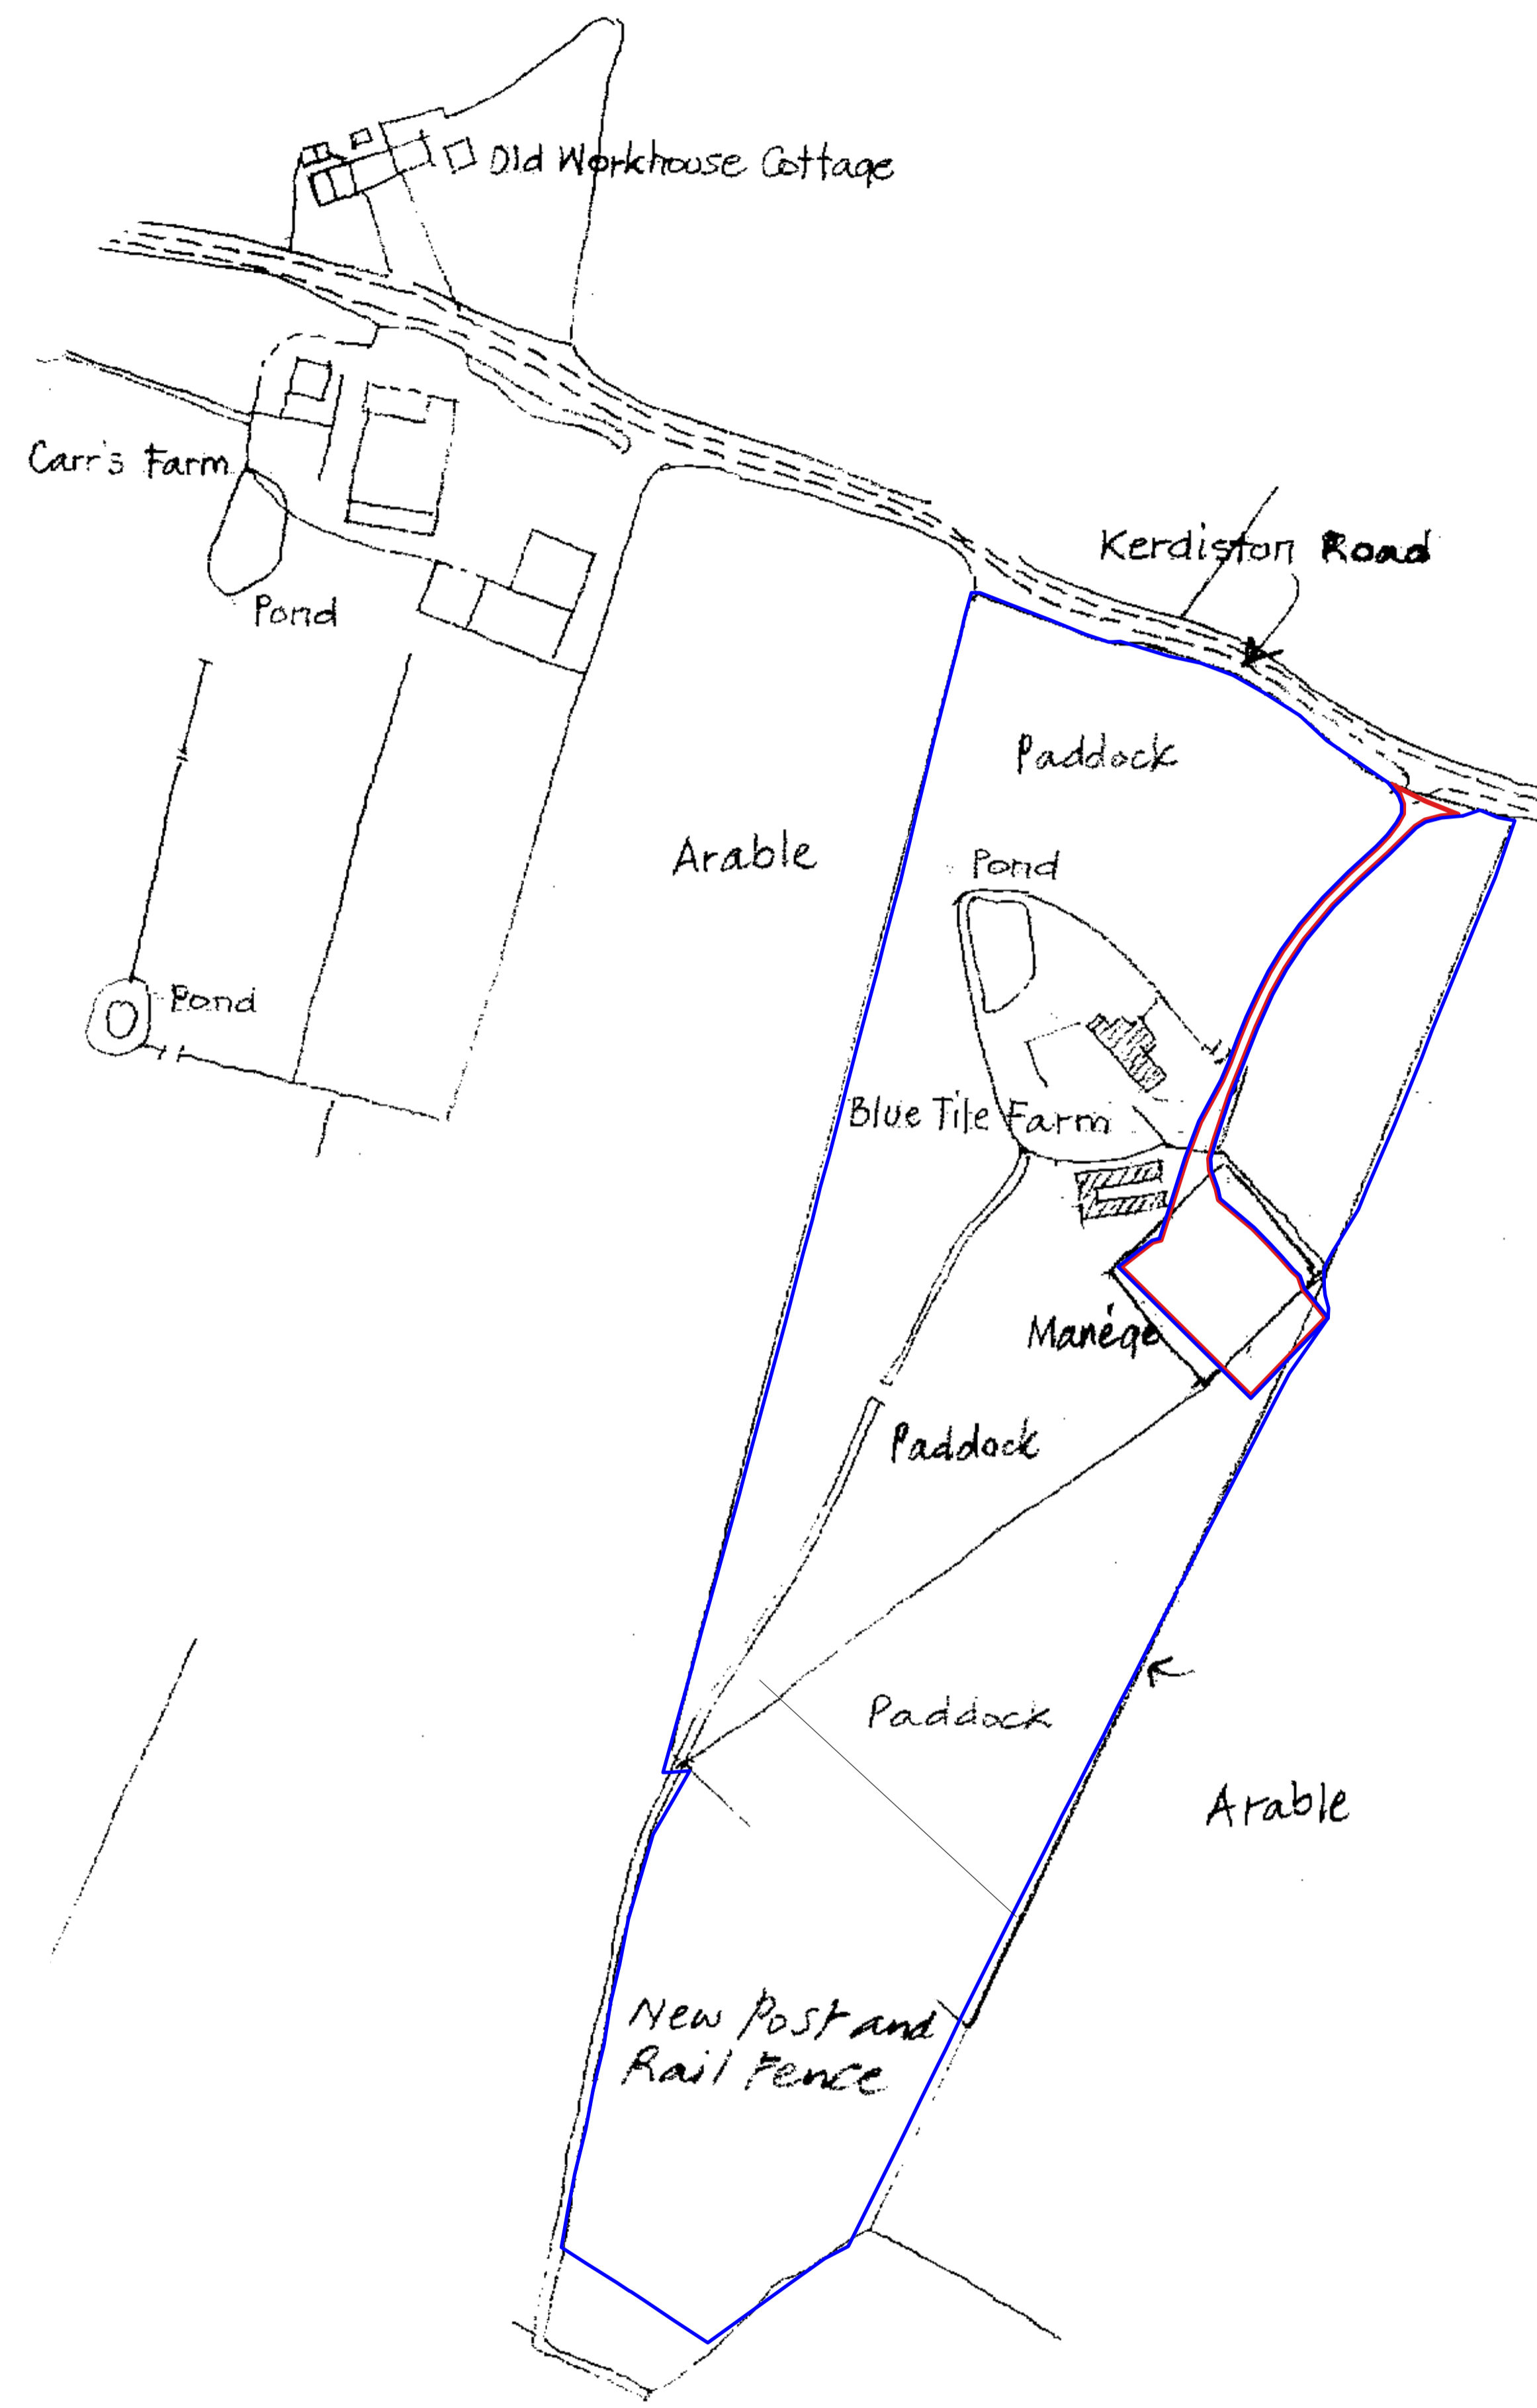 Old Workhouse Cottage
Carr's Farm
Kerdiston Road
Pond
Paddock
Arable
Pond
Pond
Blue Tile Farm
Manége
Paddock
Paddock
Arable
New Post and
Rail Fence